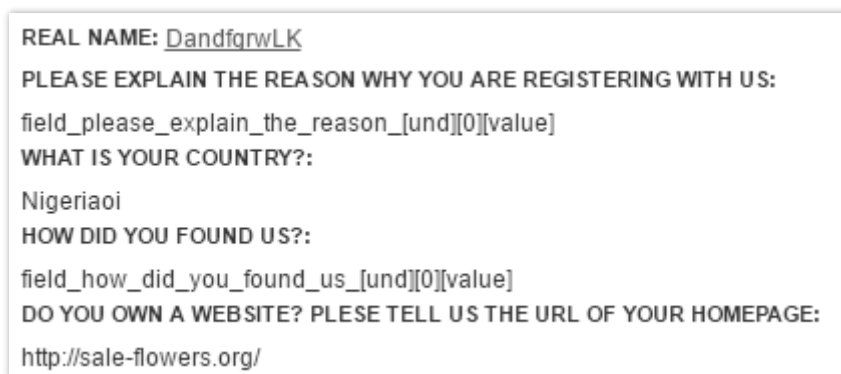 REAL NAME: DandfgrwLK
PLEASE EXPLAIN THE REASON WHY YOU ARE REGISTERING WITH US:
field_please_explain_the_reason_[und][0][value]
WHAT IS YOUR COUNTRY?:
Nigeriaoi
HOW DID YOU FOUND US?:
field_how_did_you_found_us_[und][0][value]
DO YOU OWN A WEBSITE? PLESE TELL US THE URL OF YOUR HOMEPAGE:
http://sale-flowers.org/